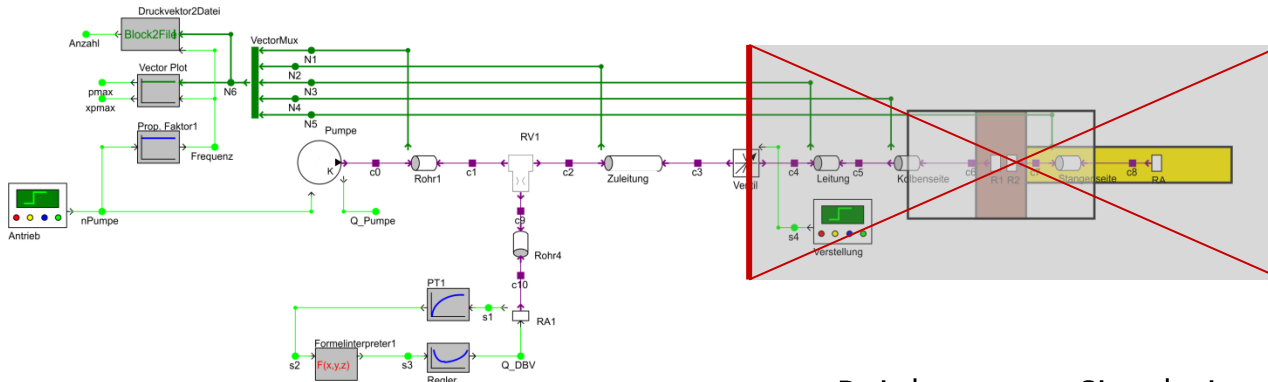 Druckvektor2Datei
Block2File
Anzahl
VectorMux
Vector Plot
N1
N2
N3
N4
N5
N6
pmax
xpmax
Prop. Faktor1
Frequenz
Pumpe
K
RV1
c0
Rohr1
c1
c2
Zuleitung
c3
Ventil
c4
Leitung
c5
Kolbenseite
c6
R1
R2
c7
Stangenseite
c8
RA
Antrieb
nPumpe
Q_Pumpe
c9
s4
Verstellung
Rohr4
c10
PT1
s1
RA1
Formelinterpreter1
F(x,y,z)
s2
s3
Regler
Q_DBV